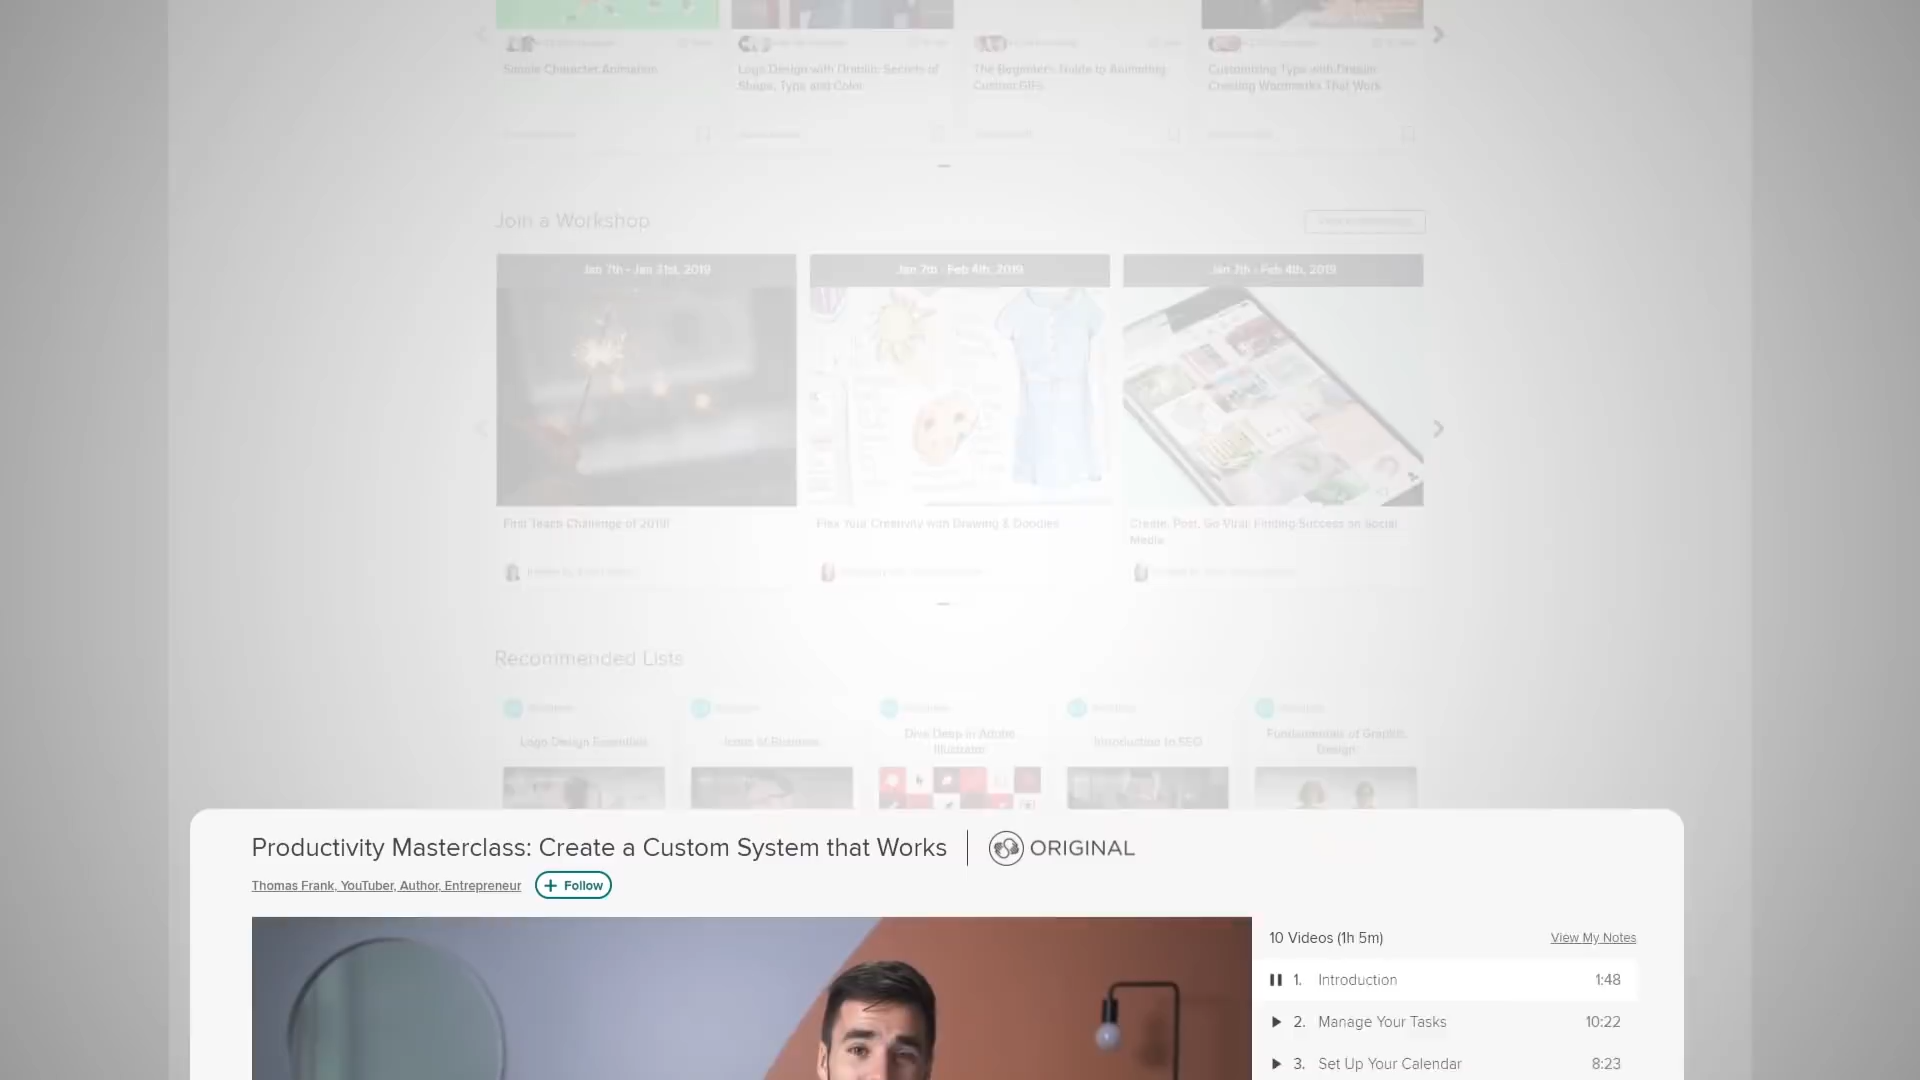 Simple Character Animation
Logo Design with Draplin: Secrets of
Shape, Type and Color
The Beginner's Guide to Animating
Custom GIFs
Customizing Type with Draplin:
Creating Wordmarks That Work
Join a Workshop
Jan 7th - Jan 31st, 2019
Jan 7th - Feb 4th, 2019
Jan 7th - Feb 4th, 2019
First Teach Challenge of 2019!
Flex Your Creativity with Drawing & Doodles
Create, Post, Go Viral: Finding Success on Social
Media
Recommended Lists
Logo Design Essentials
Icons of Business
Dive Deep in Adobe
Illustrator
Introduction to SEO
Fundamentals of Graphic
Design
Productivity Masterclass: Create a Custom System that Works
ORIGINAL
Thomas Frank, YouTuber, Author, Entrepreneur
+ Follow
10 Videos (1h 5m)
View My Notes
1. Introduction 1:48
2. Manage Your Tasks 10:22
3. Set Up Your Calendar 8:23